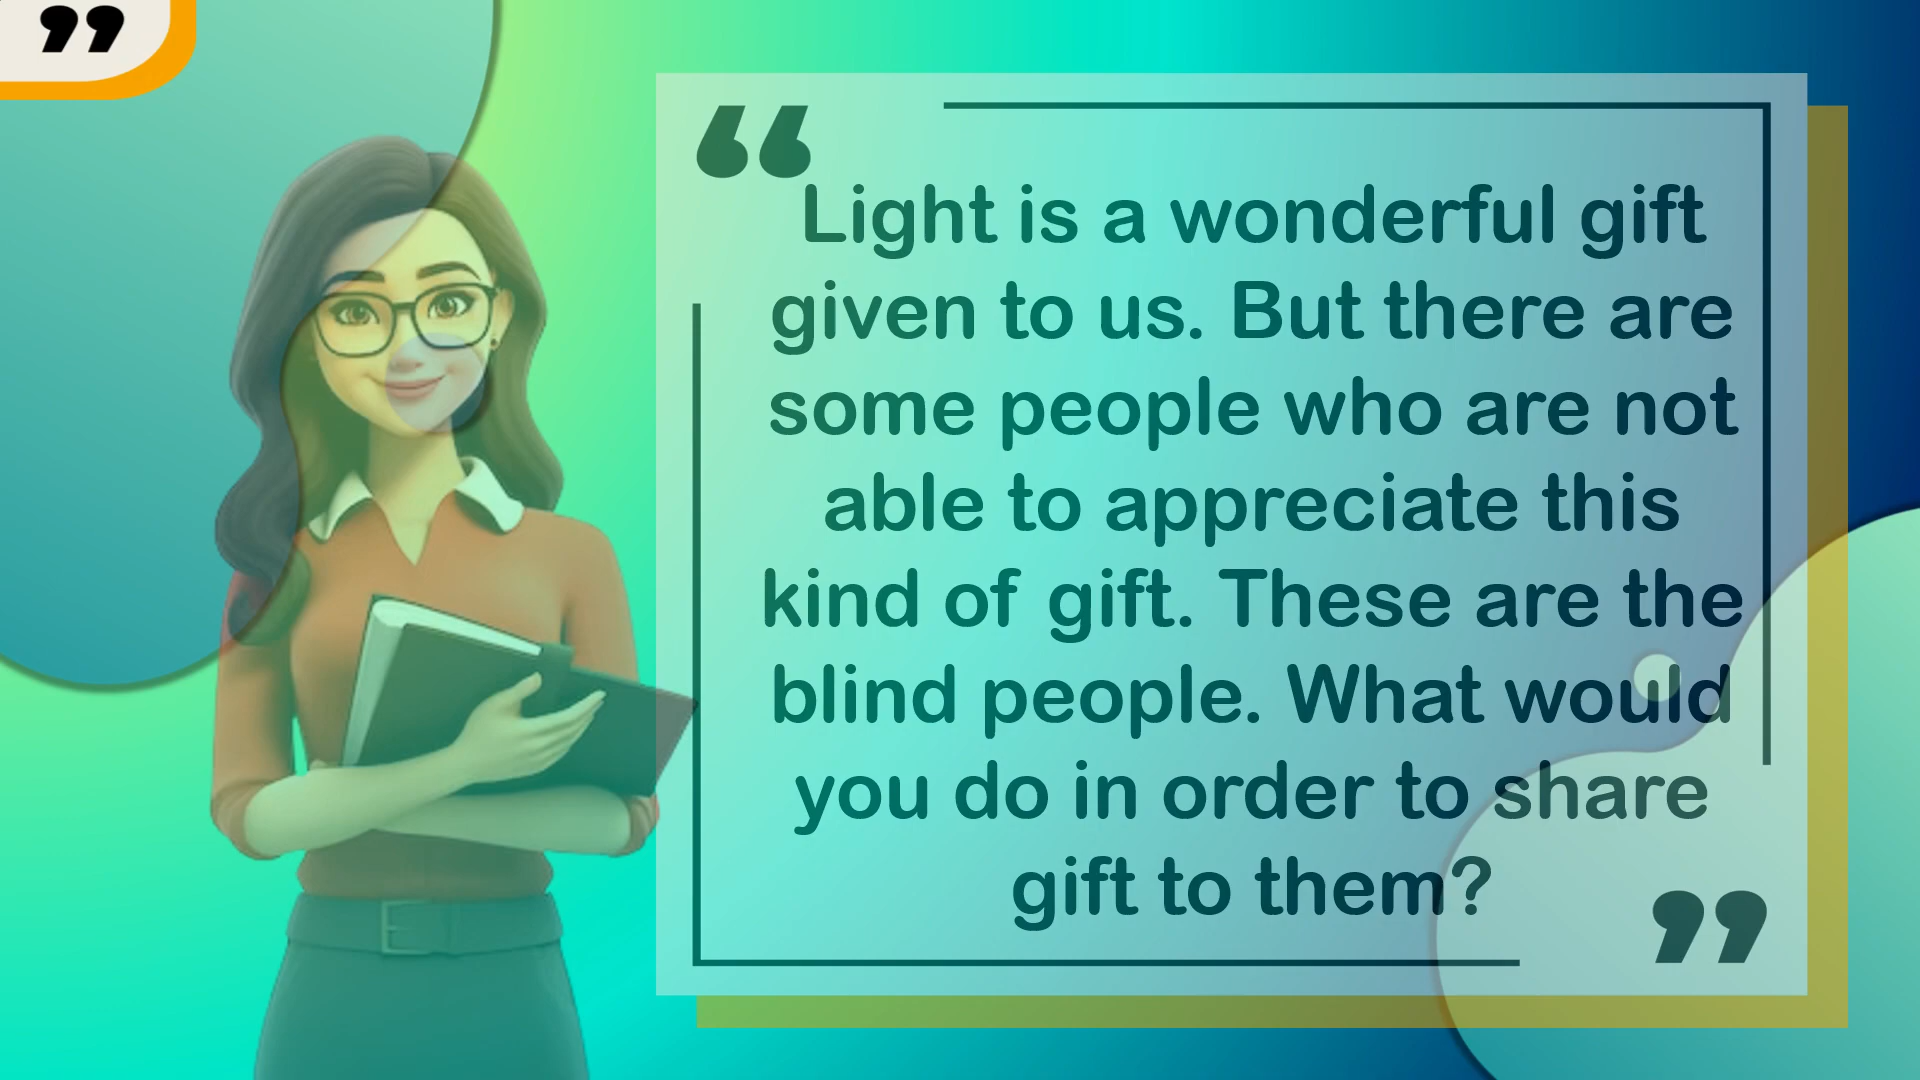 Light is a wonderful gift
given to us. But there are
some people who are not
able to appreciate this
kind of gift. These are the
blind people. What would
you do in order to share
gift to them?